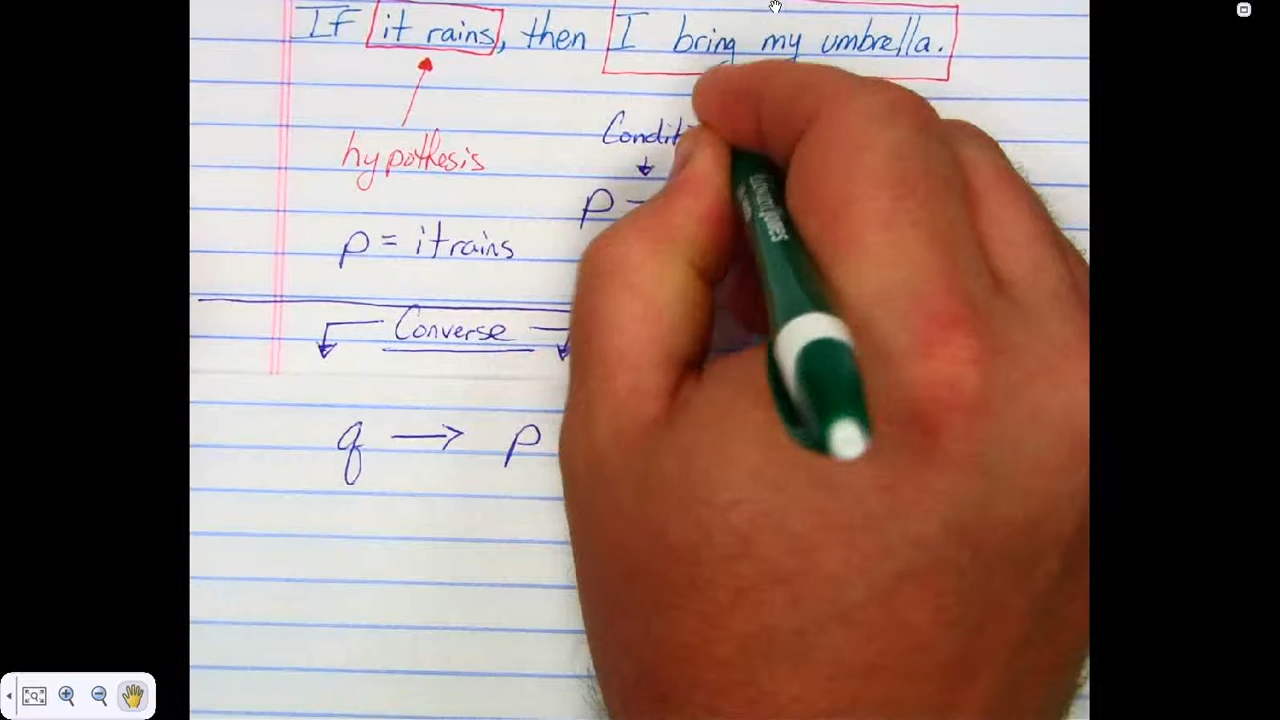 If it rains, then I bring my umbrella.
hypothesis
p
p = it rains
Converse
q → p